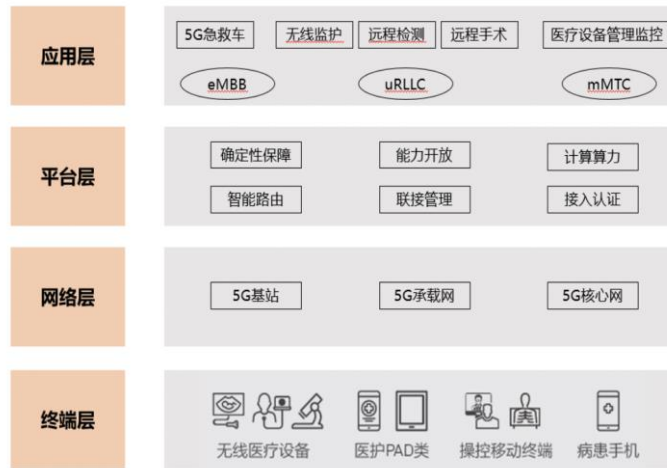 应用层
5G急救车 无线监护 远程检测 远程手术 医疗设备管理监控
eMBB uRLLC mMTC
平台层
确定性保障 能力开放 计算算力
智能路由 联接管理 接入认证
网络层
5G基站 5G承载网 5G核心网
终端层
无线医疗设备 医护PAD类 操控移动终端 病患手机